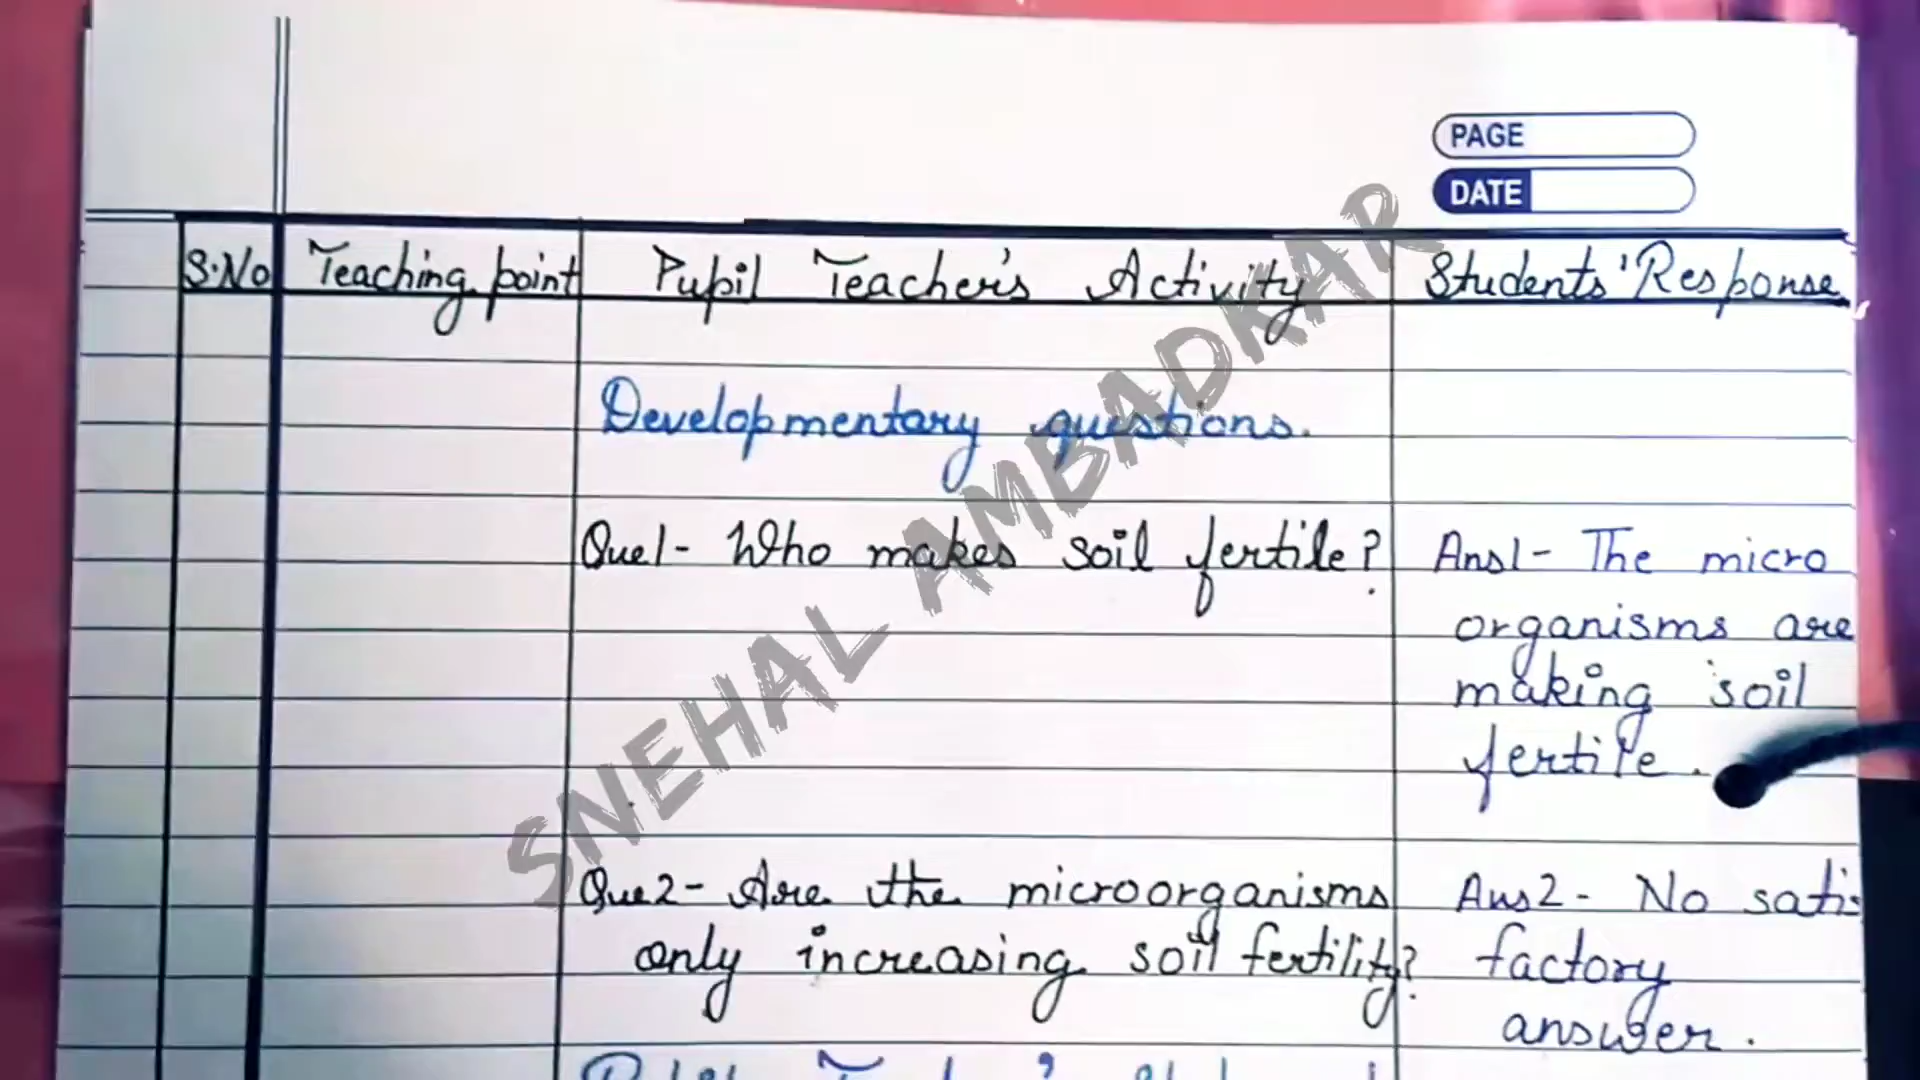 PAGE
DATE
S.No Teaching point Pupil Teacher's Activity Students' Response
Developmentary questions.
Que1- Who makes soil fertile? Ans1- The micro
organisms are
making soil
fertile.
Que2- Are the microorganisms Ans2- No satis
only increasing soil fertility? factory
answer.
SNEHAL AMBADKAR